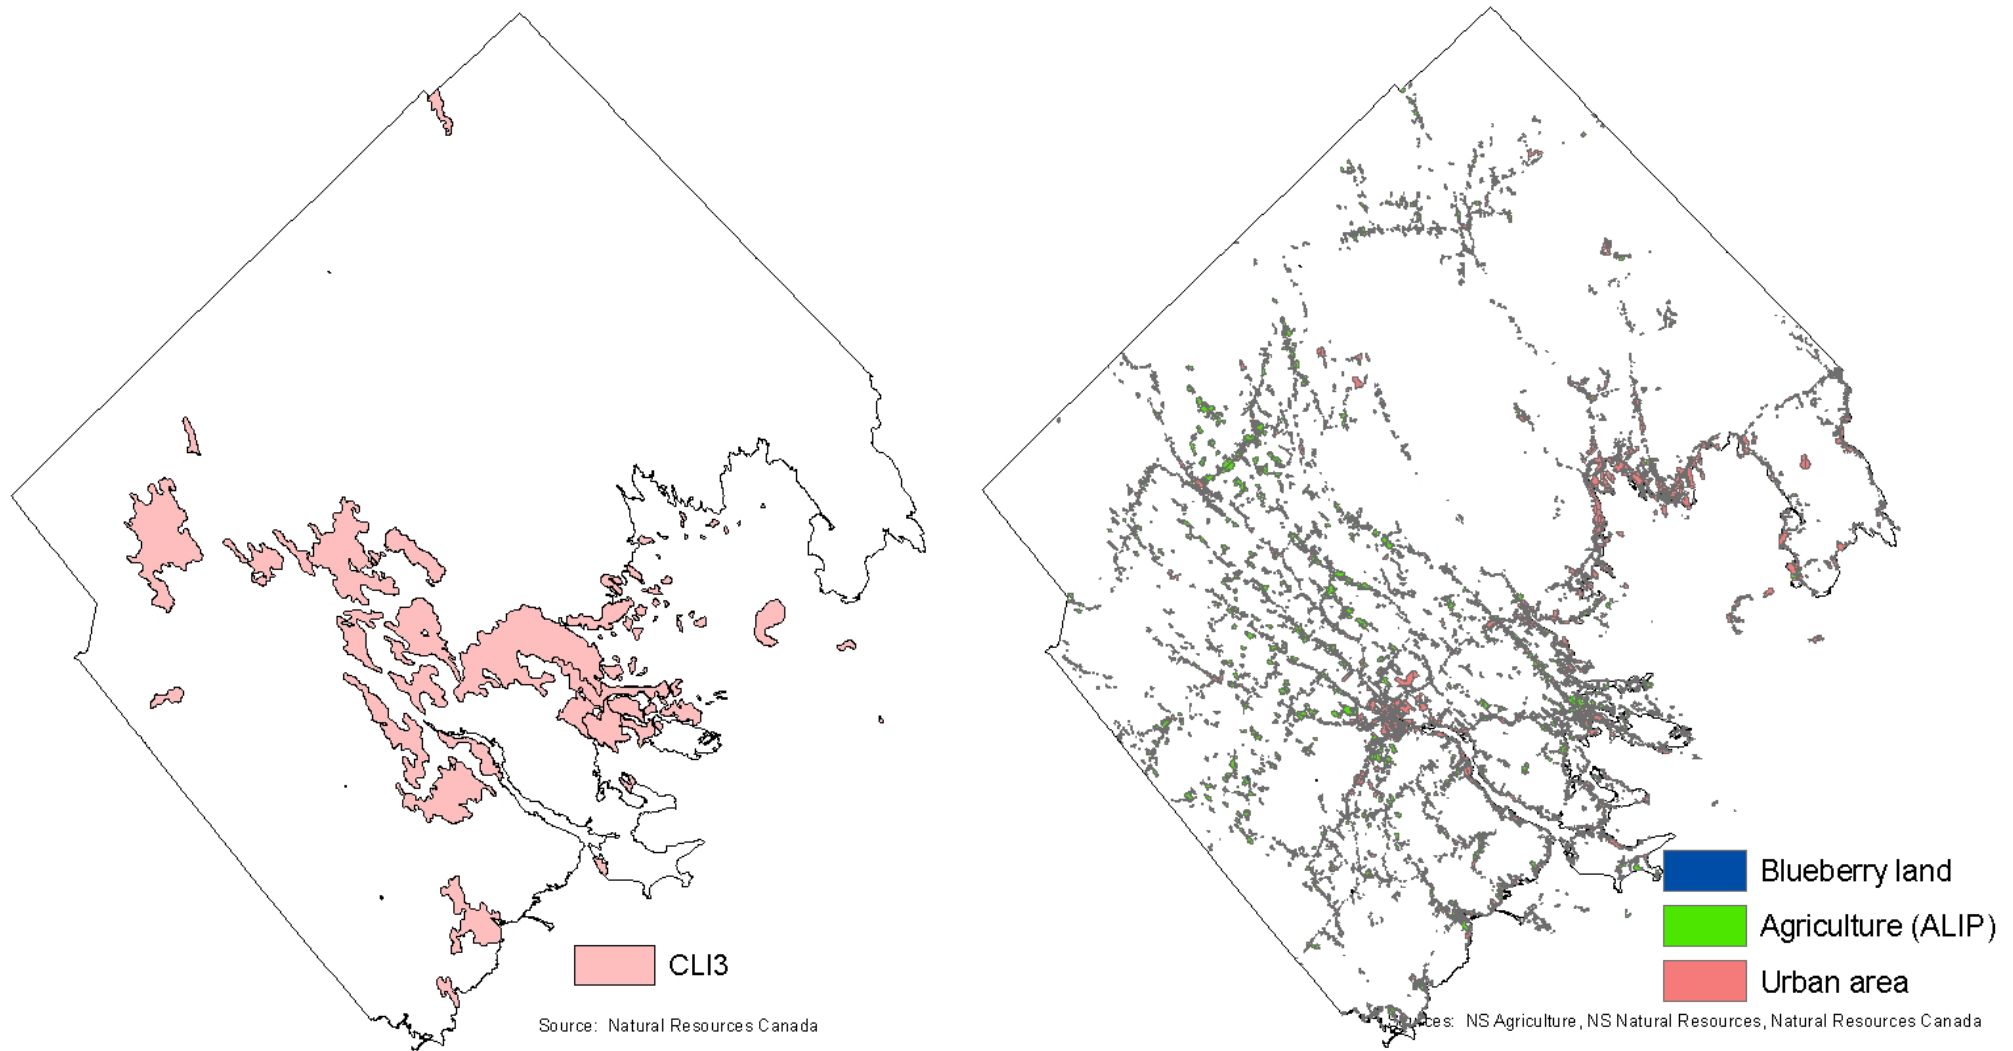 CLI3
Source: Natural Resources Canada
Blueberry land
Agriculture (ALIP)
Urban area
NS Agriculture, NS Natural Resources, Natural Resources Canada